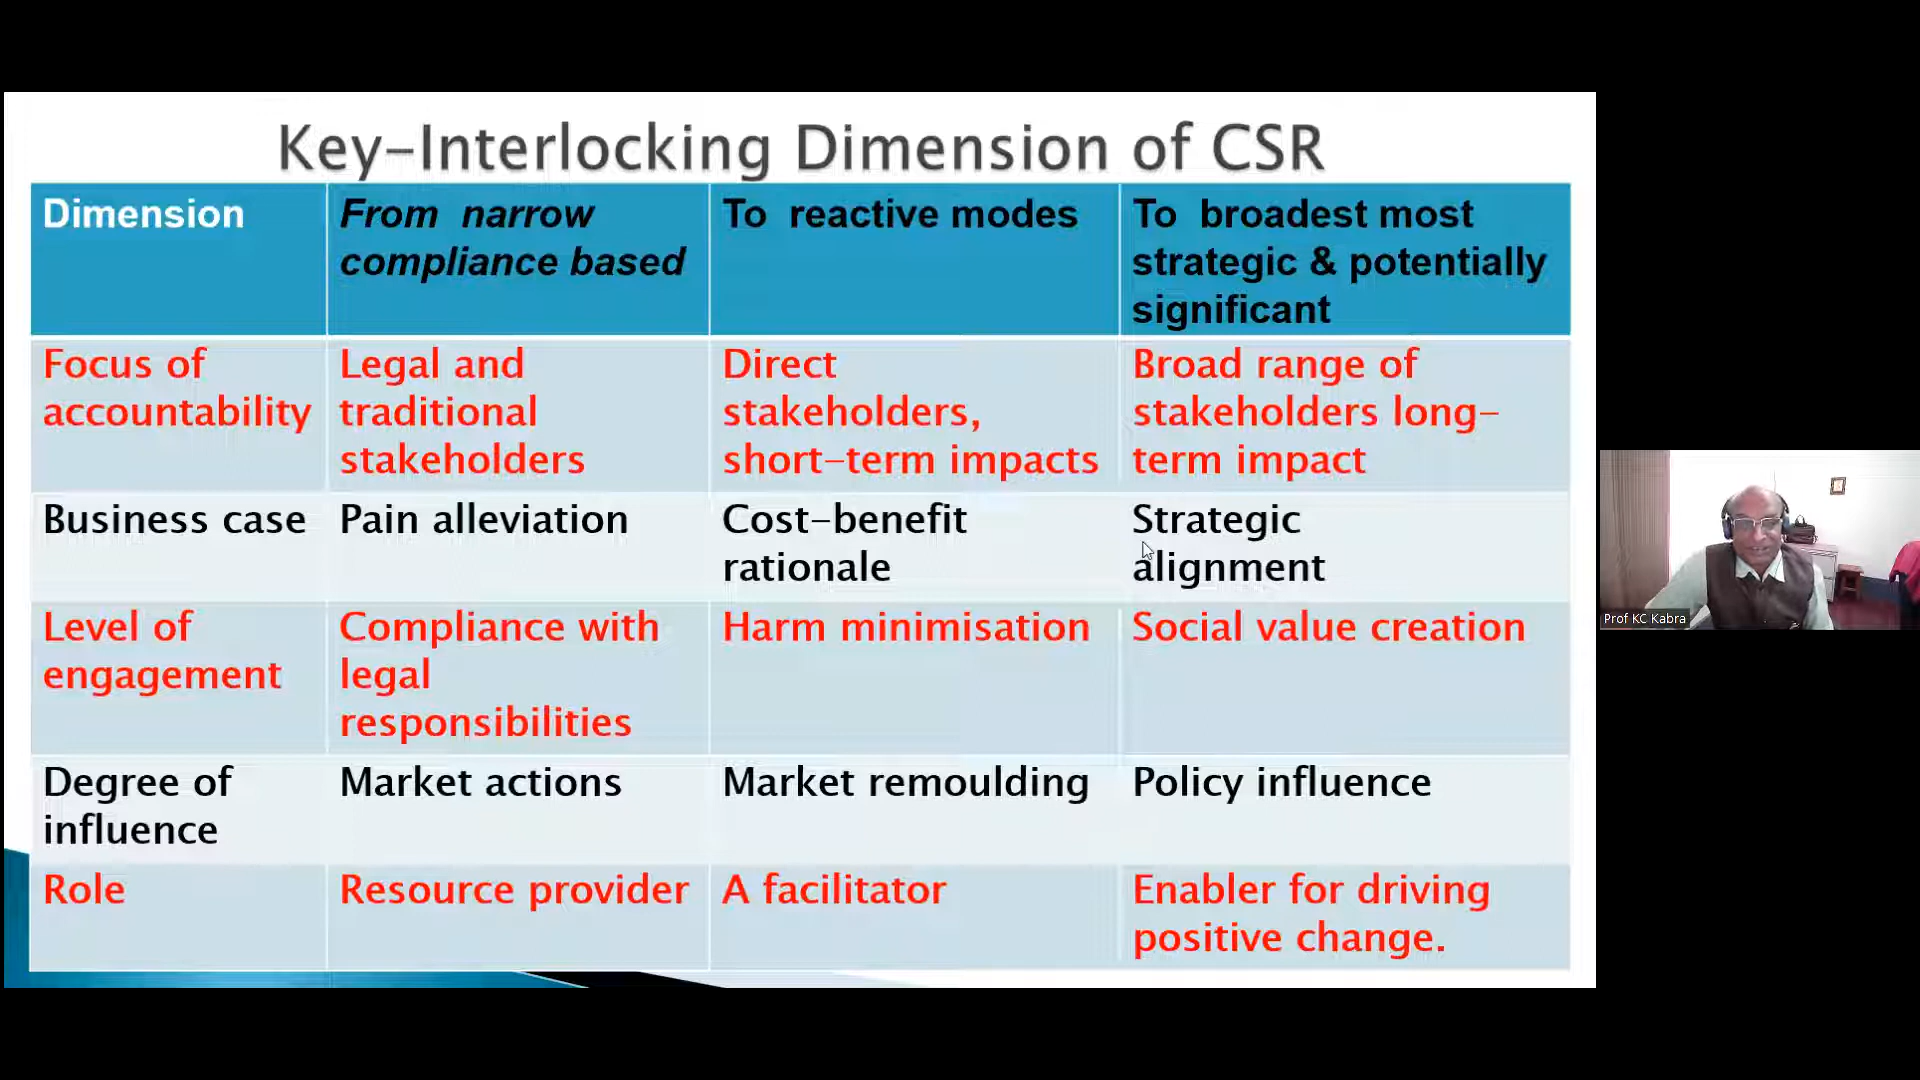 Key-Interlocking Dimension of CSR
Dimension
From narrow
compliance based
To reactive modes
To broadest most
strategic & potentially
significant
Focus of
accountability
Legal and
traditional
stakeholders
Direct
stakeholders,
short-term impacts
Broad range of
stakeholders long-
term impact
Business case
Pain alleviation
Cost-benefit
rationale
Strategic
alignment
Level of
engagement
Compliance with
legal
responsibilities
Harm minimisation
Social value creation
Degree of
influence
Market actions
Market remoulding
Policy influence
Role
Resource provider
A facilitator
Enabler for driving
positive change.
Prof KC Kabra